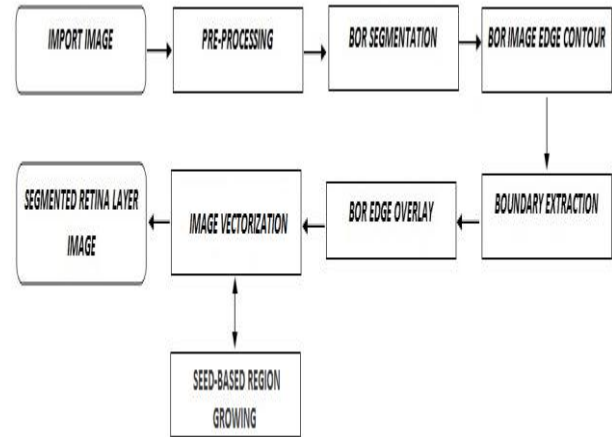 IMPORT IMAGE
PRE-PROCESSING
BOR SEGMENTATION
BOR IMAGE EDGE CONTOUR
SEGMENTED RETINA LAYER
IMAGE
IMAGE VECTORIZATION
BOR EDGE OVERLAY
BOUNDARY EXTRACTION
SEED-BASED REGION
GROWING